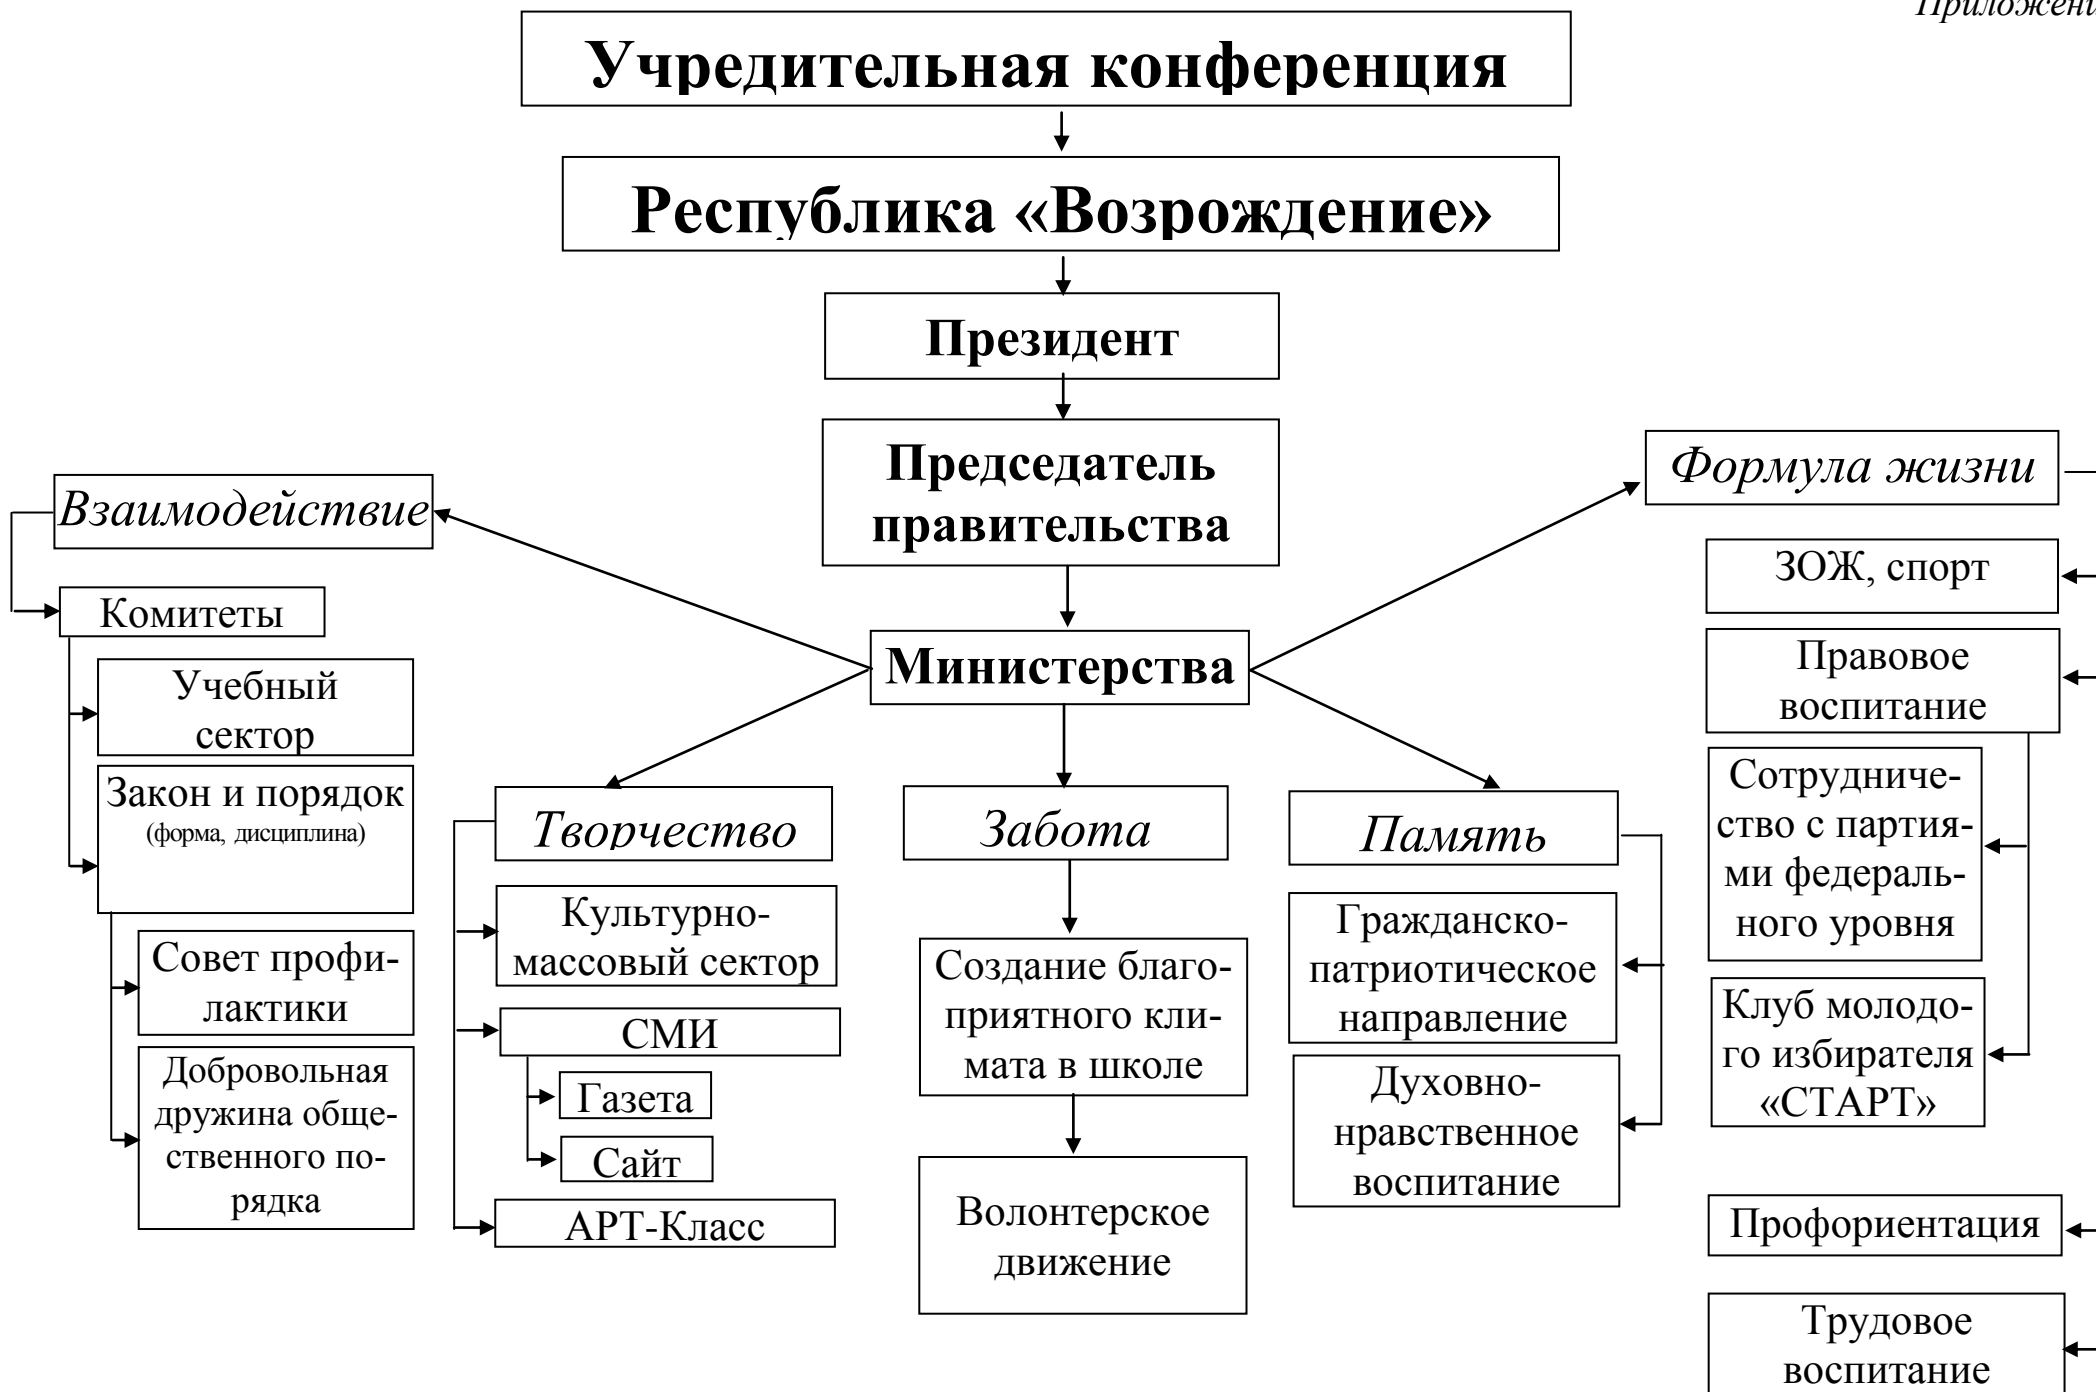 Приложени
Учредительная конференция
Республика «Возрождение»
Президент
Председатель
правительства
Министерства
Взаимодействие
Комитеты
Учебный
сектор
Закон и порядок
(форма, дисциплина)
Совет профи-
лактики
Добровольная
дружина обще-
ственного по-
рядка
Творчество
Культурно-
массовый сектор
СМИ
Газета
Сайт
АРТ-Класс
Забота
Создание благо-
приятного кли-
мата в школе
Волонтерское
движение
Память
Гражданско-
патриотическое
направление
Духовно-
нравственное
воспитание
Формула жизни
ЗОЖ, спорт
Правовое
воспитание
Сотрудниче-
ство с партия-
ми федераль-
ного уровня
Клуб молодо-
го избирателя
«СТАРТ»
Профориентация
Трудовое
воспитание